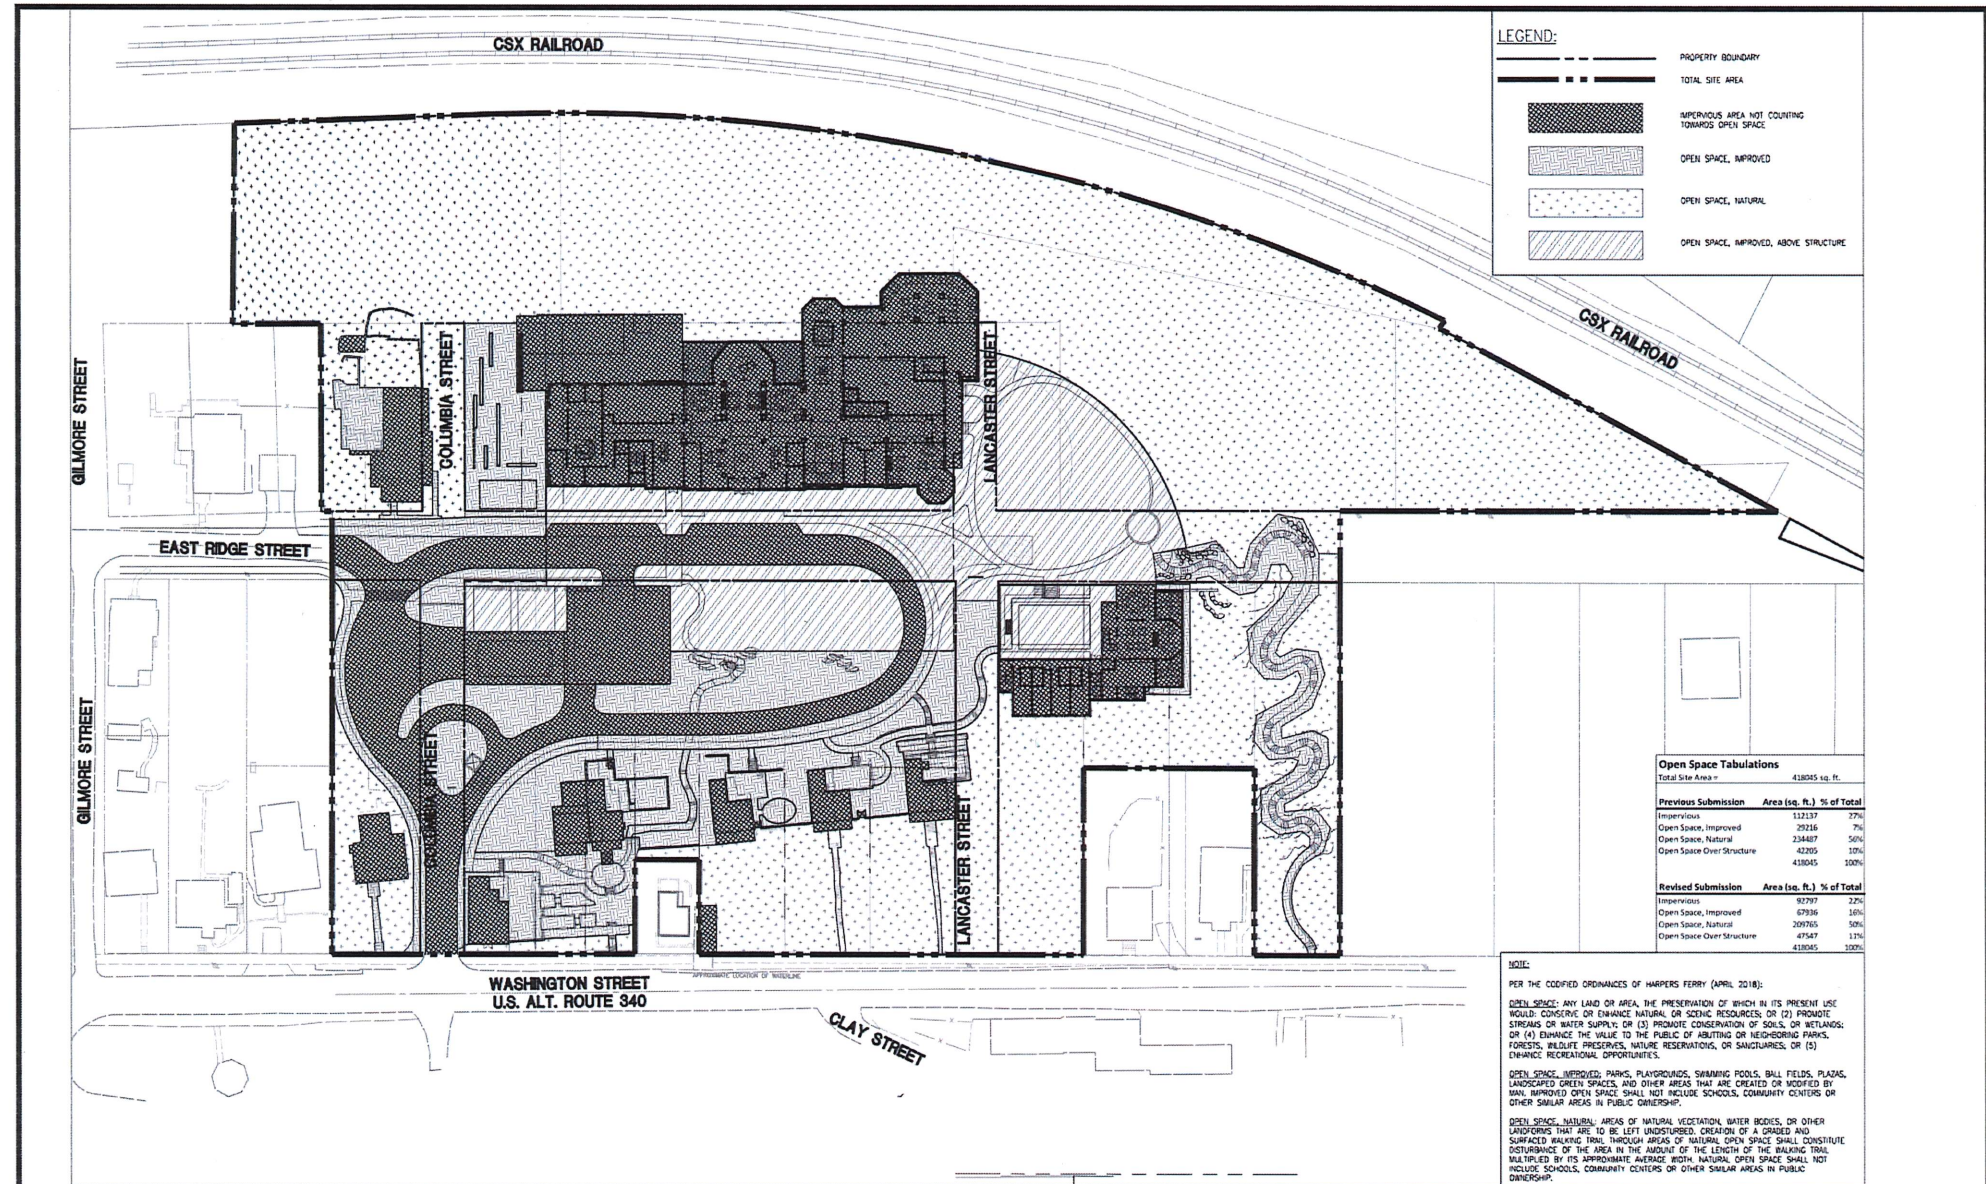 CSX RAILROAD
LEGEND:
PROPERTY BOUNDARY
TOTAL SITE AREA
IMPERVIOUS AREA NOT COUNTING
TOWARDS OPEN SPACE
OPEN SPACE, IMPROVED
OPEN SPACE, NATURAL
OPEN SPACE, IMPROVED, ABOVE STRUCTURE
CSX RAILROAD
GILMORE STREET
COLUMBIA STREET
LANCASTER STREET
EAST RIDGE STREET
GILMORE STREET
COLUMBIA STREET
LANCASTER STREET
WASHINGTON STREET
U.S. ALT. ROUTE 340
APPROXIMATE LOCATION OF WATERLINE
CLAY STREET
Open Space Tabulations
Total Site Area = 418045 sq. ft.
Previous Submission Area (sq. ft.) % of Total
Impervious 112137 27%
Open Space, Improved 29216 7%
Open Space, Natural 234487 56%
Open Space Over Structure 42205 10%
418045 100%
Revised Submission Area (sq. ft.) % of Total
Impervious 92797 22%
Open Space, Improved 67936 16%
Open Space, Natural 209765 50%
Open Space Over Structure 47547 11%
418045 100%
NOTE:
PER THE CODIFIED ORDINANCES OF HARPERS FERRY (APRIL 2018):
OPEN SPACE: ANY LAND OR AREA, THE PRESERVATION OF WHICH IN ITS PRESENT USE
WOULD: CONSERVE OR ENHANCE NATURAL OR SCENIC RESOURCES; OR (2) PROMOTE
STREAMS OR WATER SUPPLY; OR (3) PROMOTE CONSERVATION OF SOILS, OR WETLANDS;
OR (4) ENHANCE THE VALUE TO THE PUBLIC OF ABUTTING OR NEIGHBORING PARKS,
FORESTS, WILDLIFE PRESERVES, NATURE RESERVATIONS, OR SANCTUARIES; OR (5)
ENHANCE RECREATIONAL OPPORTUNITIES.
OPEN SPACE, IMPROVED: PARKS, PLAYGROUNDS, SWIMMING POOLS, BALL FIELDS, PLAZAS,
LANDSCAPED GREEN SPACES, AND OTHER AREAS THAT ARE CREATED OR MODIFIED BY
MAN. IMPROVED OPEN SPACE SHALL NOT INCLUDE SCHOOLS, COMMUNITY CENTERS OR
OTHER SIMILAR AREAS IN PUBLIC OWNERSHIP.
OPEN SPACE, NATURAL: AREAS OF NATURAL VEGETATION, WATER BODIES, OR OTHER
LANDFORMS THAT ARE TO BE LEFT UNDISTURBED. CREATION OF A GRADED AND
SURFACED WALKING TRAIL THROUGH AREAS OF NATURAL OPEN SPACE SHALL CONSTITUTE
DISTURBANCE OF THE AREA IN THE AMOUNT OF THE LENGTH OF THE WALKING TRAIL
MULTIPLIED BY ITS APPROXIMATE AVERAGE WIDTH. NATURAL OPEN SPACE SHALL NOT
INCLUDE SCHOOLS, COMMUNITY CENTERS OR OTHER SIMILAR AREAS IN PUBLIC
OWNERSHIP.